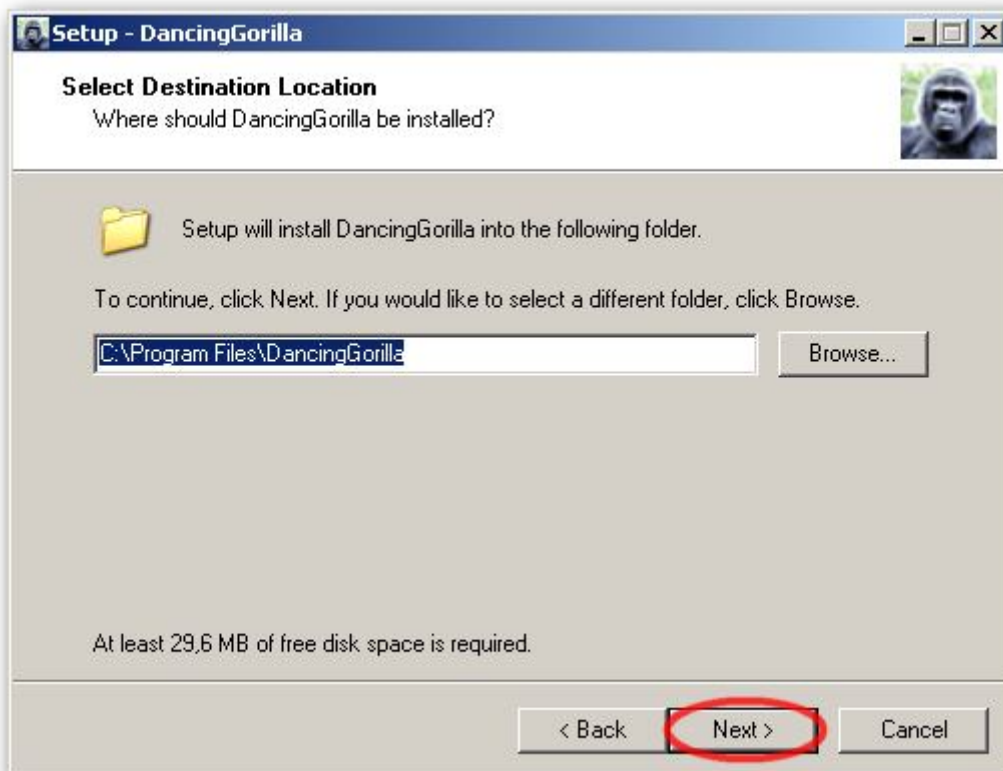 Setup - DancingGorilla
Select Destination Location
Where should DancingGorilla be installed?
Setup will install DancingGorilla into the following folder.
To continue, click Next. If you would like to select a different folder, click Browse.
C:\Program Files\DancingGorilla
Browse...
At least 29,6 MB of free disk space is required.
< Back
Next >
Cancel